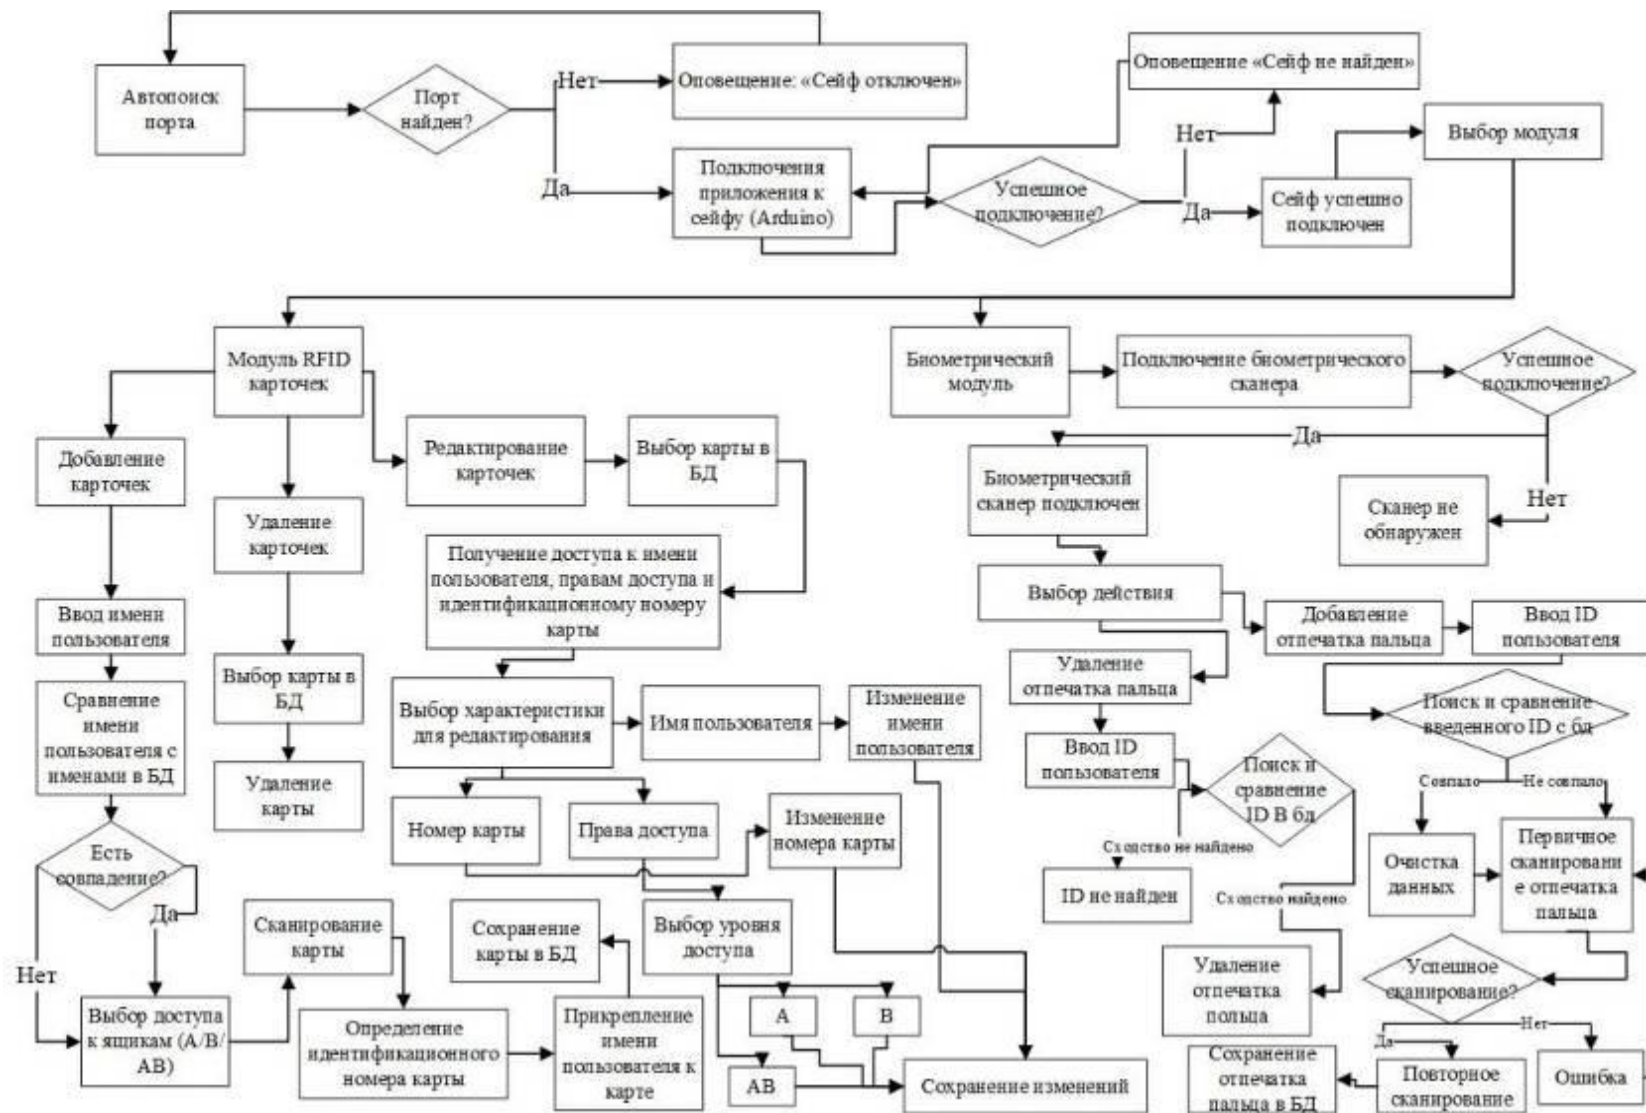 Автопоиск
порта
Порт
найден?
Нет
Да
Оповещение: «Сейф отключен»
Подключения
приложения к
сейфу (Arduino)
Успешное
подключение?
Нет
Да
Оповещение «Сейф не найден»
Сейф успешно
подключен
Выбор модуля
Модуль RFID
карточек
Биометрический
модуль
Подключение биометрического
сканера
Успешное
подключение?
Да
Нет
Добавление
карточек
Удаление
карточек
Редактирование
карточек
Выбор карты в
БД
Биометрический
сканер подключен
Сканер не
обнаружен
Получение доступа к имени
пользователя, правам доступа и
идентификационному номеру
карты
Выбор действия
Добавление
отпечатка пальца
Ввод ID
пользователя
Ввод имени
пользователя
Выбор карты в
БД
Удаление
отпечатка пальца
Сравнение
имени
пользователя с
именами в БД
Выбор характеристики
для редактирования
Имя пользователя
Изменение
имени
пользователя
Поиск и сравнение
введенного ID с бд
Ввод ID
пользователя
Поиск и
сравнение
ID В бд
Совпало
Не совпало
Удаление
карты
Номер карты
Права доступа
Изменение
номера карты
Сходство не найдено
ID не найден
Сходство найдено
Очистка
данных
Первичное
сканировани
е отпечатка
пальца
Есть
совпадение?
Да
Нет
Сканирование
карты
Сохранение
карты в БД
Выбор уровня
доступа
Удаление
отпечатка
пальца
Успешное
сканирование?
Выбор доступа
к ящикам (А/В/
АВ)
Определение
идентификационного
номера карты
Прикрепление
имени
пользователя к
карте
А
В
АВ
Сохранение изменений
Да
Нет
Сохранение
отпечатка
пальца в БД
Повторное
сканирование
Ошибка